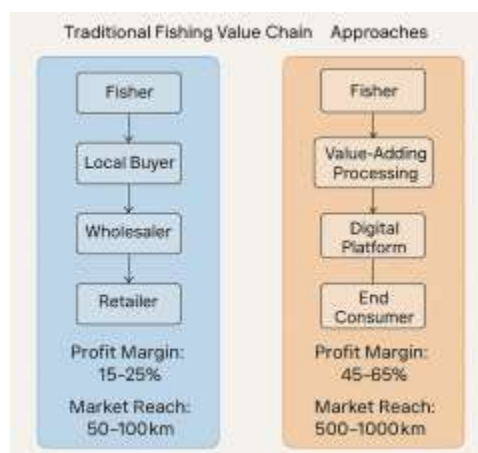 Traditional Fishing Value Chain Approaches
Fisher
Local Buyer
Wholesaler
Retailer
Profit Margin:
15–25%
Market Reach:
50–100km
Fisher
Value-Adding
Processing
Digital
Platform
End
Consumer
Profit Margin:
45–65%
Market Reach:
500–1000km